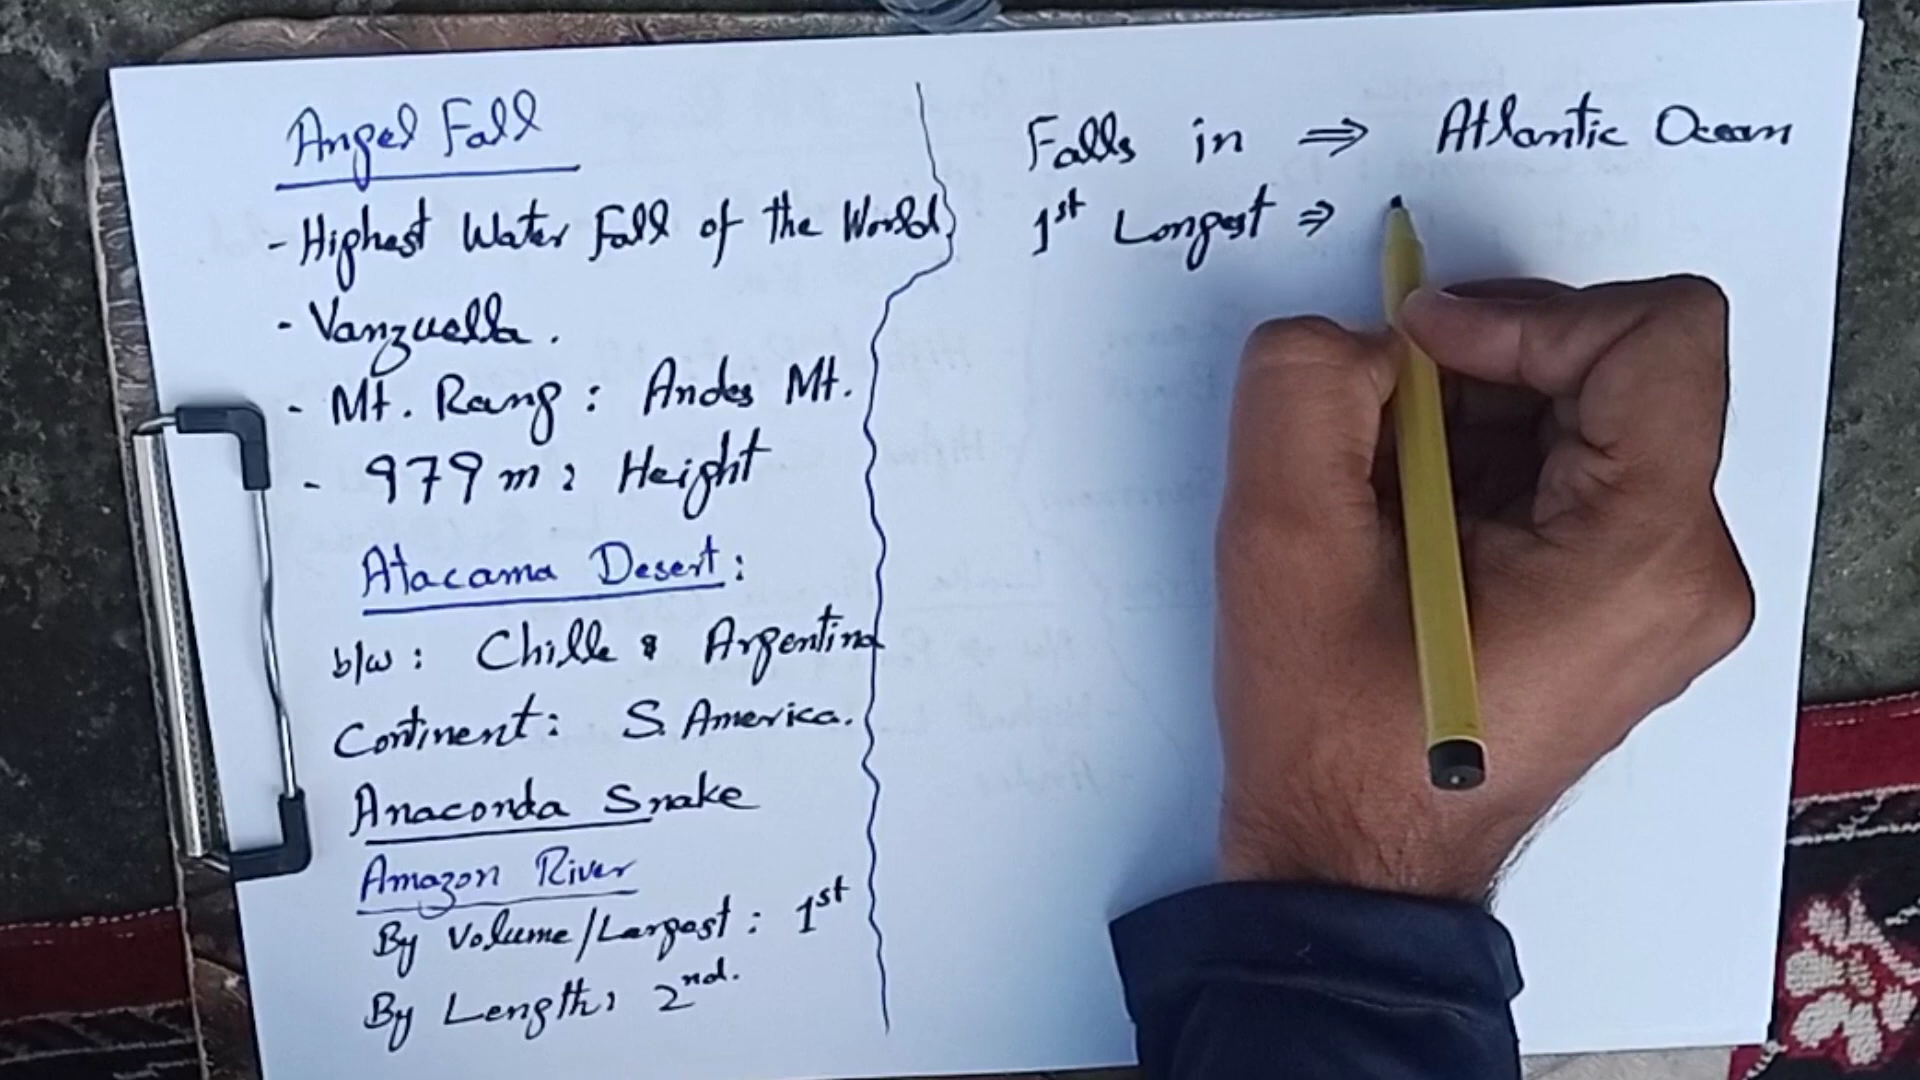 Angel Fall
- Highest Water Fall of the World
- Vanzuella.
- Mt. Rang : Andes Mt.
- 979 m : Height
Atacama Desert :
b/w : Chille & Argentina
Continent : S. America.
Anaconda Snake
Amazon River
By Volume/Largest : 1st
By Length : 2nd.
Falls in ⇒ Atlantic Ocean
1st Longest ⇒